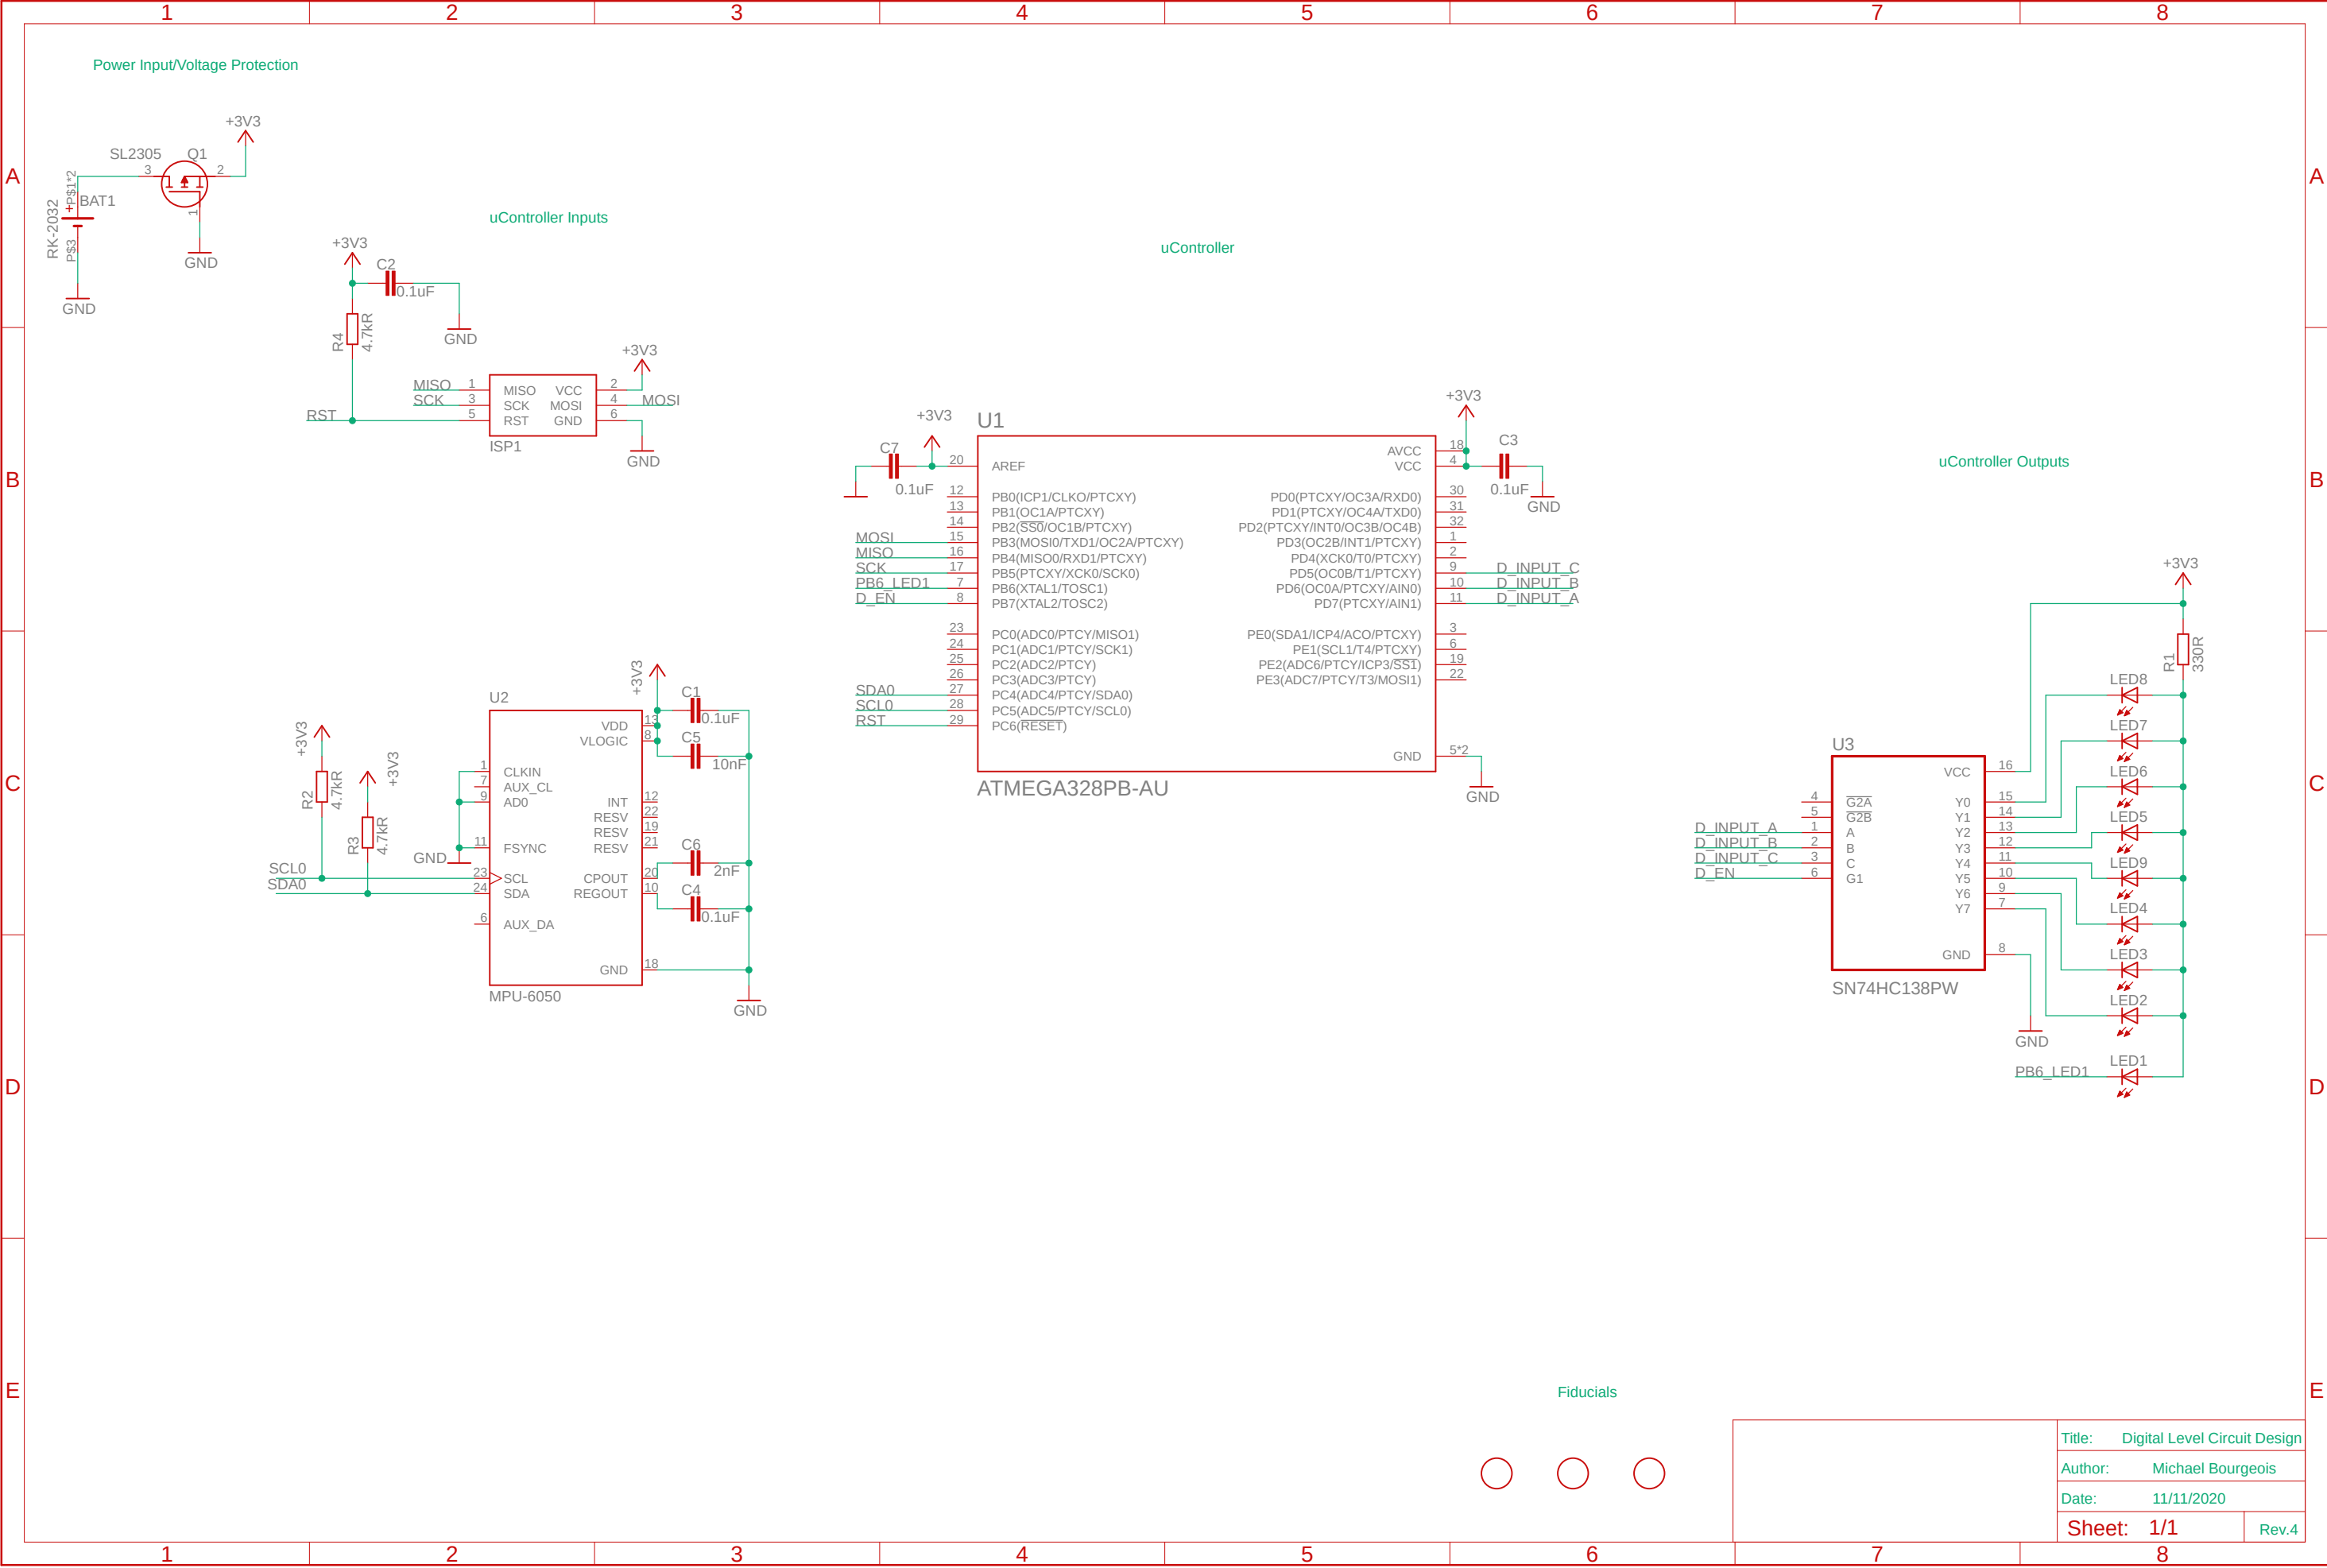 1 2 3 4 5 6 7 8
Power Input/Voltage Protection
+3V3
SL2305 Q1
3 2
1
P$1*2
+
BAT1
RK-2032
P$3
GND
GND
A A
uController Inputs
+3V3
C2
0.1uF
R4
4.7kR
GND
+3V3
MISO 1 MISO VCC 2
SCK 3 SCK MOSI 4 MOSI
RST 5 RST GND 6
ISP1
GND
uController
+3V3
+3V3
U1
C7
0.1uF
C3
0.1uF
GND
20 AREF
AVCC 18
VCC 4
12 PB0(ICP1/CLKO/PTCXY) PD0(PTCXY/OC3A/RXD0) 30
13 PB1(OC1A/PTCXY) PD1(PTCXY/OC4A/TXD0) 31
14 PB2(SS0/OC1B/PTCXY) PD2(PTCXY/INT0/OC3B/OC4B) 32
MOSI 15 PB3(MOSI0/TXD1/OC2A/PTCXY) PD3(OC2B/INT1/PTCXY) 1
MISO 16 PB4(MISO0/RXD1/PTCXY) PD4(XCK0/T0/PTCXY) 2
SCK 17 PB5(PTCXY/XCK0/SCK0) PD5(OC0B/T1/PTCXY) 9 D_INPUT_C
PB6_LED1 7 PB6(XTAL1/TOSC1) PD6(OC0A/PTCXY/AIN0) 10 D_INPUT_B
D_EN 8 PB7(XTAL2/TOSC2) PD7(PTCXY/AIN1) 11 D_INPUT_A
23 PC0(ADC0/PTCY/MISO1) PE0(SDA1/ICP4/ACO/PTCXY) 3
24 PC1(ADC1/PTCY/SCK1) PE1(SCL1/T4/PTCXY) 6
25 PC2(ADC2/PTCY) PE2(ADC6/PTCY/ICP3/SS1) 19
26 PC3(ADC3/PTCY) PE3(ADC7/PTCY/T3/MOSI1) 22
SDA0 27 PC4(ADC4/PTCY/SDA0)
SCL0 28 PC5(ADC5/PTCY/SCL0)
RST 29 PC6(RESET)
GND 5*2
ATMEGA328PB-AU
GND
B B
+3V3
U2
C1
0.1uF
C5
10nF
VDD 13
VLOGIC 8
+3V3
+3V3
R2
4.7kR
R3
4.7kR
1 CLKIN
7 AUX_CL
9 AD0 INT 12
RESV 22
RESV 19
11 FSYNC RESV 21
GND
SCL0 23 SCL CPOUT 20
SDA0 24 SDA REGOUT 10
6 AUX_DA
GND 18
C6
2nF
C4
0.1uF
MPU-6050
GND
C C
uController Outputs
+3V3
R1
330R
U3
VCC 16
4 G2A Y0 15
5 G2B Y1 14
D_INPUT_A 1 A Y2 13
D_INPUT_B 2 B Y3 12
D_INPUT_C 3 C Y4 11
D_EN 6 G1 Y5 10
Y6 9
Y7 7
GND 8
SN74HC138PW
GND
LED8
LED7
LED6
LED5
LED9
LED4
LED3
LED2
LED1
PB6_LED1
D D
E E
Fiducials
Title: Digital Level Circuit Design
Author: Michael Bourgeois
Date: 11/11/2020
Sheet: 1/1 Rev.4
1 2 3 4 5 6 7 8